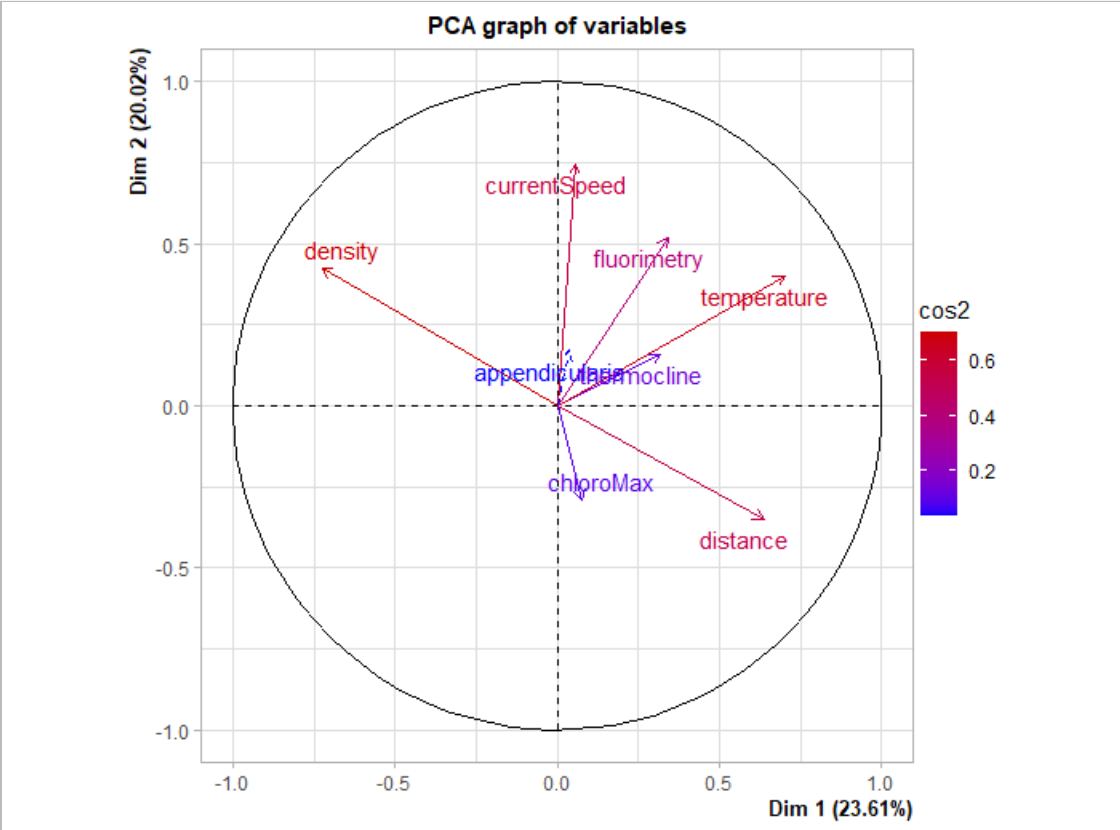 PCA graph of variables
Dim 2 (20.02%)
1.0
0.5
0.0
-0.5
-1.0
currentSpeed
density
fluorimetry
temperature
appendicularia
thermocline
chloroMax
distance
cos2
0.6
0.4
0.2
-1.0
-0.5
0.0
0.5
1.0
Dim 1 (23.61%)